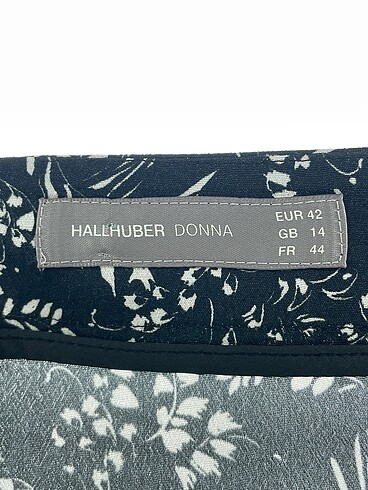 HALLHUBER DONNA
EUR 42
GB 14
FR 44